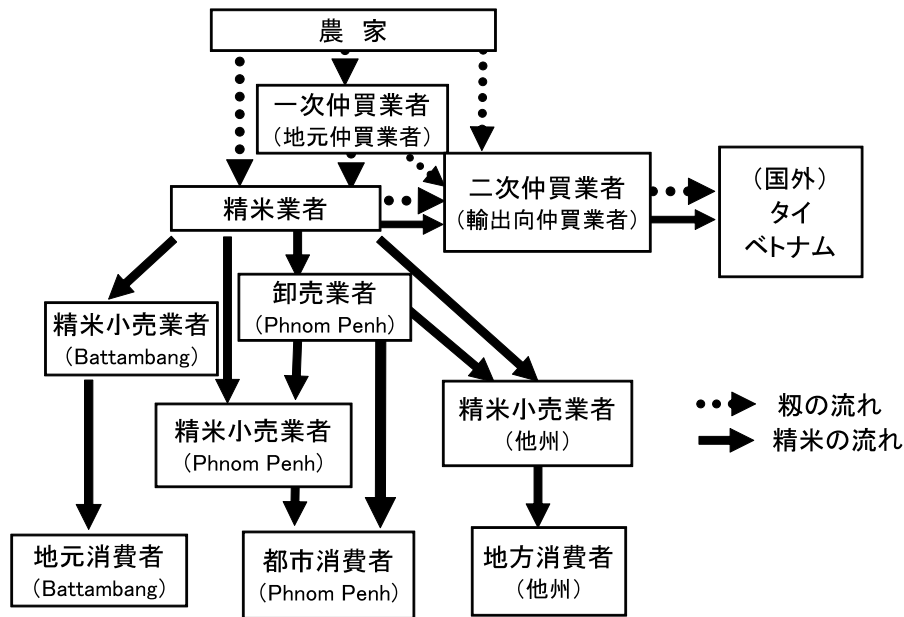 農　家
一次仲買業者
（地元仲買業者）
二次仲買業者
（輸出向仲買業者）
（国外）
タイ
ベトナム
精米業者
卸売業者
（Phnom Penh）
精米小売業者
（Battambang）
精米小売業者
（Phnom Penh）
精米小売業者
（他州）
籾の流れ
精米の流れ
地元消費者
（Battambang）
都市消費者
（Phnom Penh）
地方消費者
（他州）